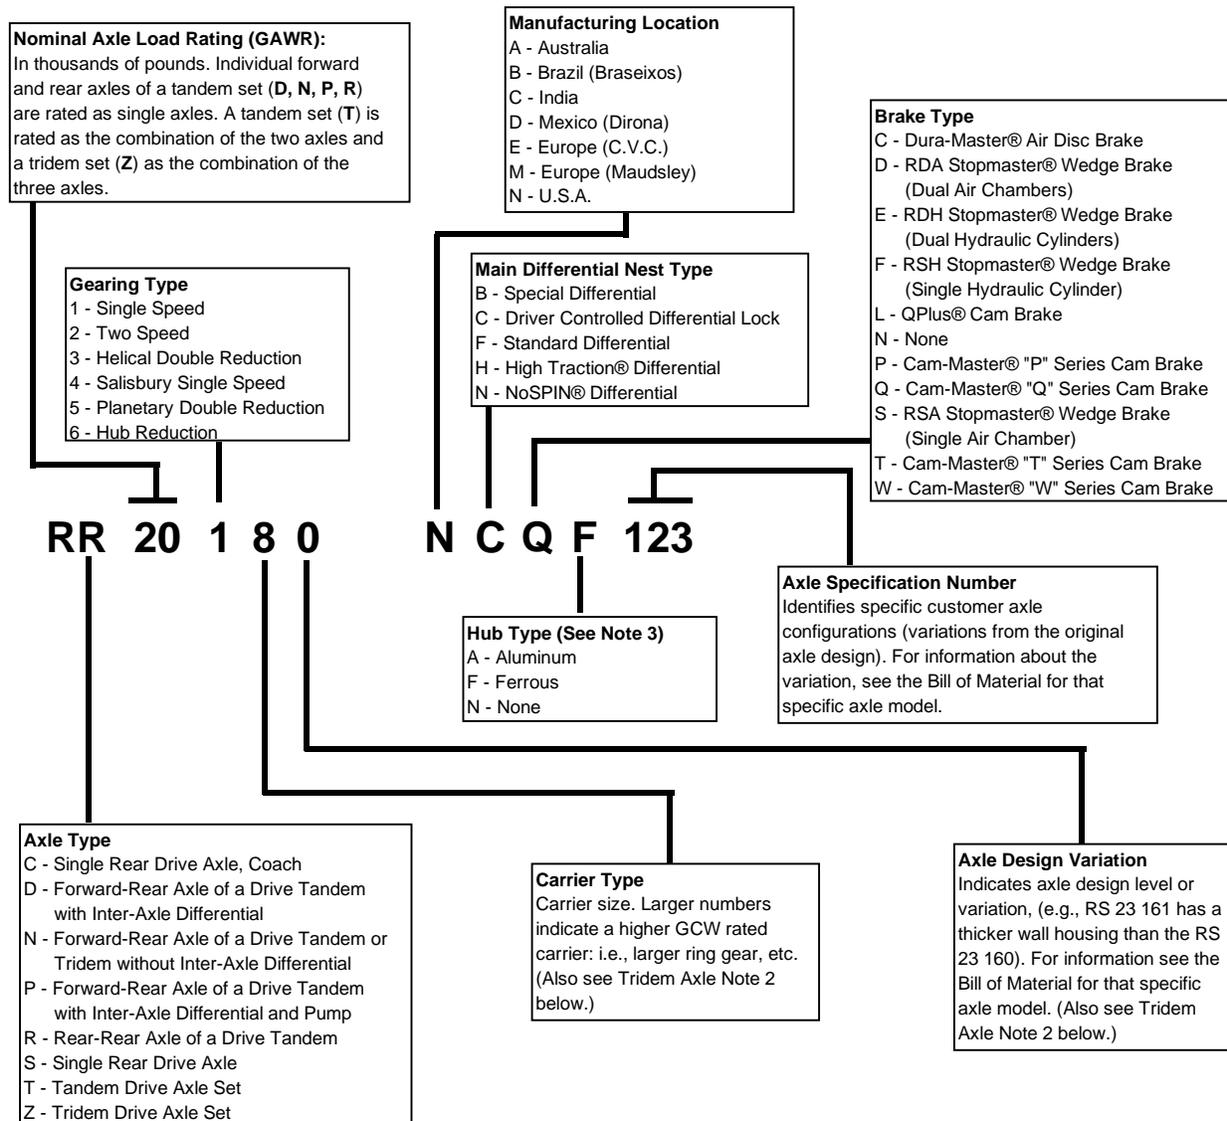 Nominal Axle Load Rating (GAWR):
In thousands of pounds. Individual forward
and rear axles of a tandem set (D, N, P, R)
are rated as single axles. A tandem set (T) is
rated as the combination of the two axles and
a tridem set (Z) as the combination of the
three axles.
Manufacturing Location
A - Australia
B - Brazil (Braseixos)
C - India
D - Mexico (Dirona)
E - Europe (C.V.C.)
M - Europe (Maudsley)
N - U.S.A.
Brake Type
C - Dura-Master® Air Disc Brake
D - RDA Stopmaster® Wedge Brake
(Dual Air Chambers)
E - RDH Stopmaster® Wedge Brake
(Dual Hydraulic Cylinders)
F - RSH Stopmaster® Wedge Brake
(Single Hydraulic Cylinder)
L - QPlus® Cam Brake
N - None
P - Cam-Master® "P" Series Cam Brake
Q - Cam-Master® "Q" Series Cam Brake
S - RSA Stopmaster® Wedge Brake
(Single Air Chamber)
T - Cam-Master® "T" Series Cam Brake
W - Cam-Master® "W" Series Cam Brake
Gearing Type
1 - Single Speed
2 - Two Speed
3 - Helical Double Reduction
4 - Salisbury Single Speed
5 - Planetary Double Reduction
6 - Hub Reduction
Main Differential Nest Type
B - Special Differential
C - Driver Controlled Differential Lock
F - Standard Differential
H - High Traction® Differential
N - NoSPIN® Differential
RR 20 1 8 0 N C Q F 123
Hub Type (See Note 3)
A - Aluminum
F - Ferrous
N - None
Axle Specification Number
Identifies specific customer axle
configurations (variations from the original
axle design). For information about the
variation, see the Bill of Material for that
specific axle model.
Axle Type
C - Single Rear Drive Axle, Coach
D - Forward-Rear Axle of a Drive Tandem
with Inter-Axle Differential
N - Forward-Rear Axle of a Drive Tandem or
Tridem without Inter-Axle Differential
P - Forward-Rear Axle of a Drive Tandem
with Inter-Axle Differential and Pump
R - Rear-Rear Axle of a Drive Tandem
S - Single Rear Drive Axle
T - Tandem Drive Axle Set
Z - Tridem Drive Axle Set
Carrier Type
Carrier size. Larger numbers
indicate a higher GCW rated
carrier: i.e., larger ring gear, etc.
(Also see Tridem Axle Note 2
below.)
Axle Design Variation
Indicates axle design level or
variation, (e.g., RS 23 161 has a
thicker wall housing than the RS
23 160). For information see the
Bill of Material for that specific
axle model. (Also see Tridem
Axle Note 2 below.)